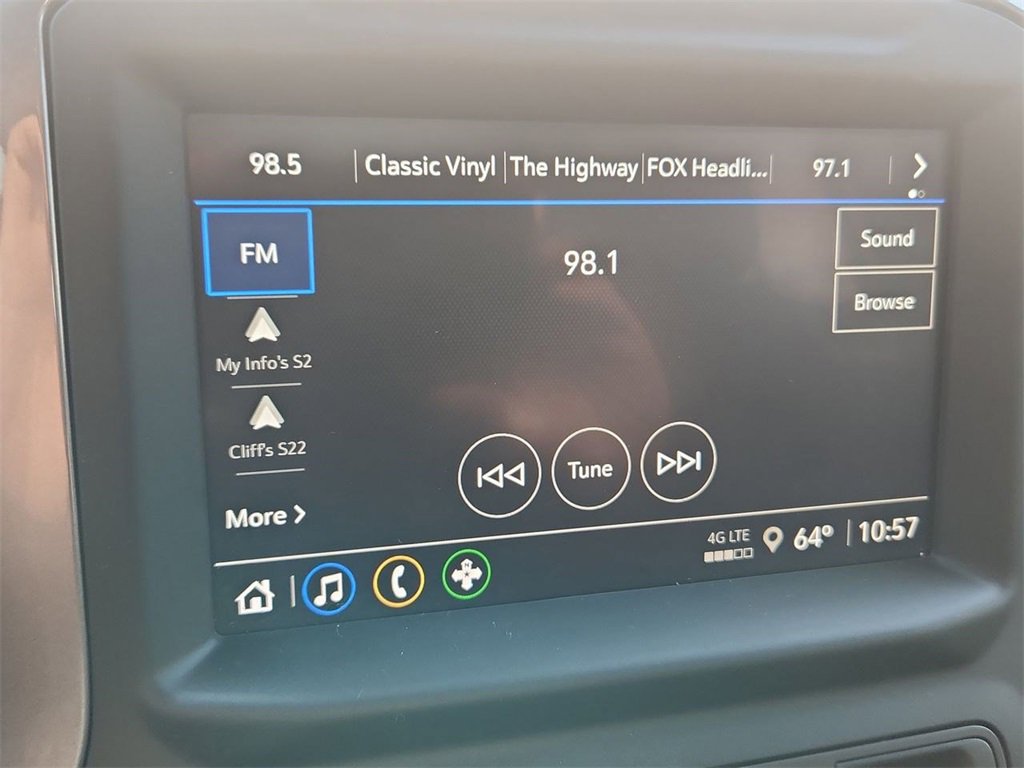 98.5 Classic Vinyl The Highway FOX Headli... 97.1
FM
98.1
Sound
Browse
My Info's S2
Cliff's S22
Tune
More
4G LTE 64° 10:57